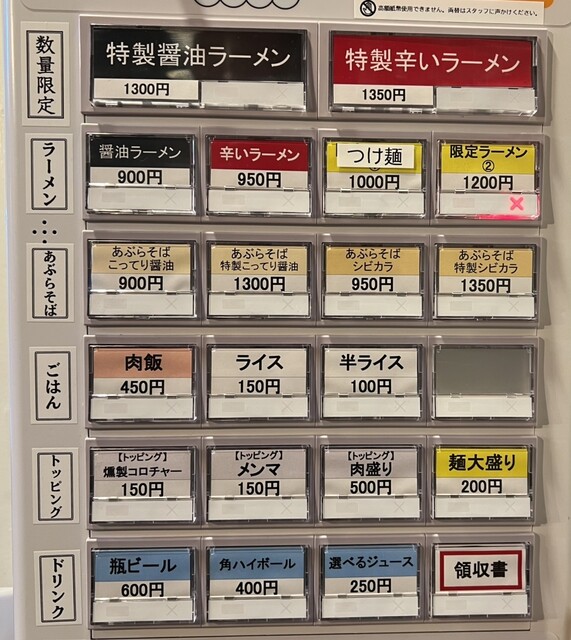 高額紙幣使用できません。両替はスタッフに声かけください。
数量限定
特製醤油ラーメン
1300円
特製辛いラーメン
1350円
ラーメン
醤油ラーメン
900円
辛いラーメン
950円
つけ麺
1000円
限定ラーメン
②
1200円
×
あぶらそば
あぶらそば
こってり醤油
900円
あぶらそば
特製こってり醤油
1300円
あぶらそば
シビカラ
950円
あぶらそば
特製シビカラ
1350円
ごはん
肉飯
450円
ライス
150円
半ライス
100円
トッピング
【トッピング】
燻製コロチャー
150円
【トッピング】
メンマ
150円
【トッピング】
肉盛り
500円
麺大盛り
200円
ドリンク
瓶ビール
600円
角ハイボール
400円
選べるジュース
250円
領収書